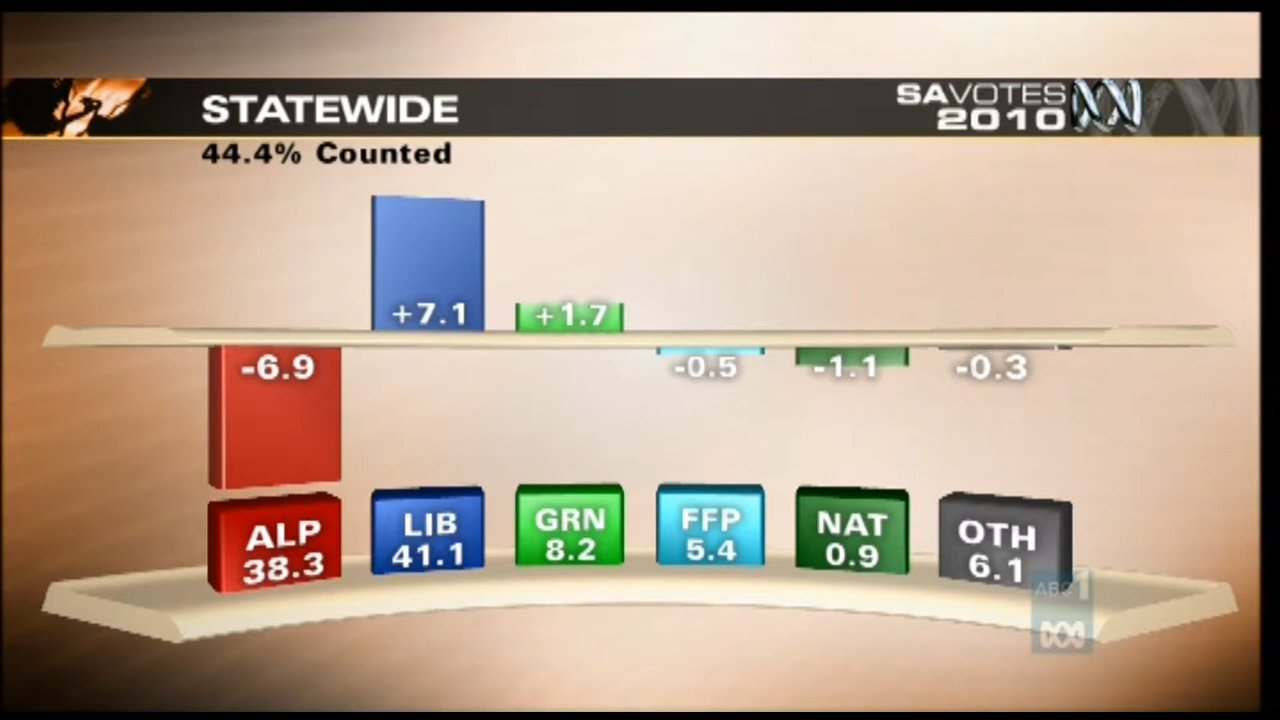 STATEWIDE
SAVOTES
2010
44.4% Counted
+7.1
+1.7
-6.9
-0.5
-1.1
-0.3
ALP
38.3
LIB
41.1
GRN
8.2
FFP
5.4
NAT
0.9
OTH
6.1
ABC1